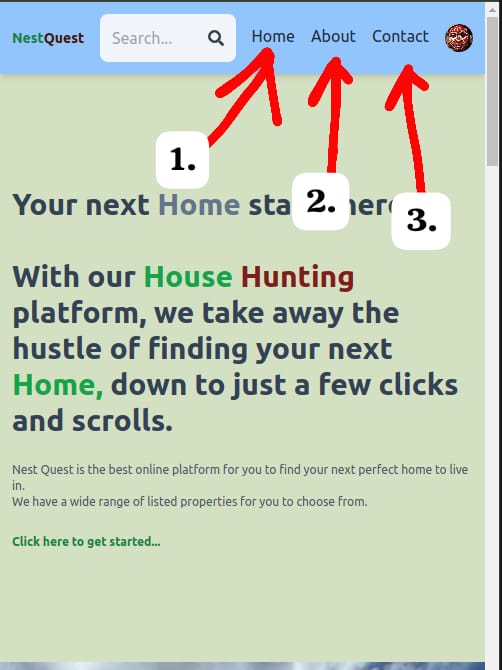 NestQuest Search... Home About Contact
1.
2.
3.
Your next Home sta her
With our House Hunting
platform, we take away the
hustle of finding your next
Home, down to just a few clicks
and scrolls.
Nest Quest is the best online platform for you to find your next perfect home to live
in.
We have a wide range of listed properties for you to choose from.
Click here to get started...